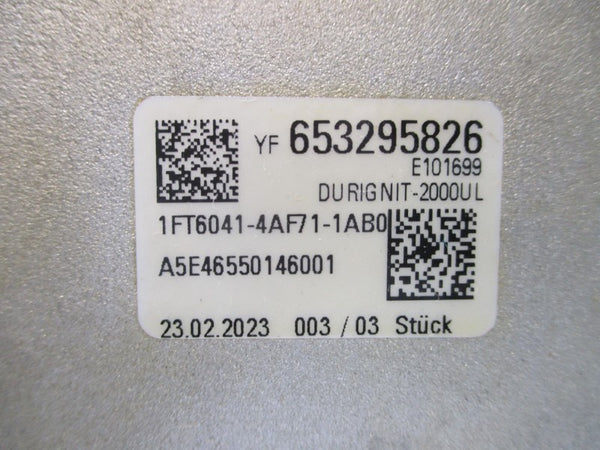 YF 653295826
E101699
DURIGNIT-2000UL
1FT6041-4AF71-1AB0
A5E46550146001
23.02.2023 003 / 03 Stück